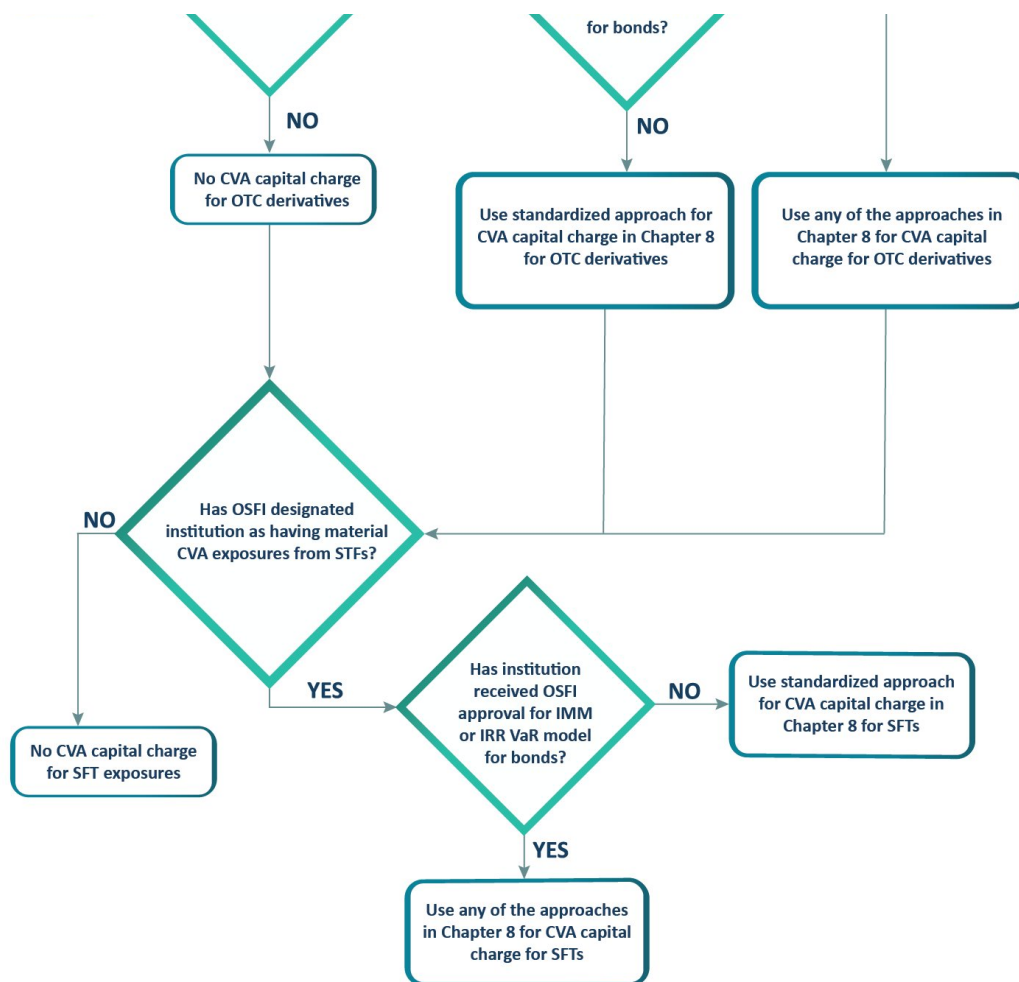 for bonds?
NO
NO
No CVA capital charge
for OTC derivatives
Use standardized approach for
CVA capital charge in Chapter 8
for OTC derivatives
Use any of the approaches in
Chapter 8 for CVA capital
charge for OTC derivatives
NO
Has OSFI designated
institution as having material
CVA exposures from STFs?
YES
Has institution
received OSFI
approval for IMM
or IRR VaR model
for bonds?
NO
Use standardized approach
for CVA capital charge in
Chapter 8 for SFTs
No CVA capital charge
for SFT exposures
YES
Use any of the approaches
in Chapter 8 for CVA capital
charge for SFTs